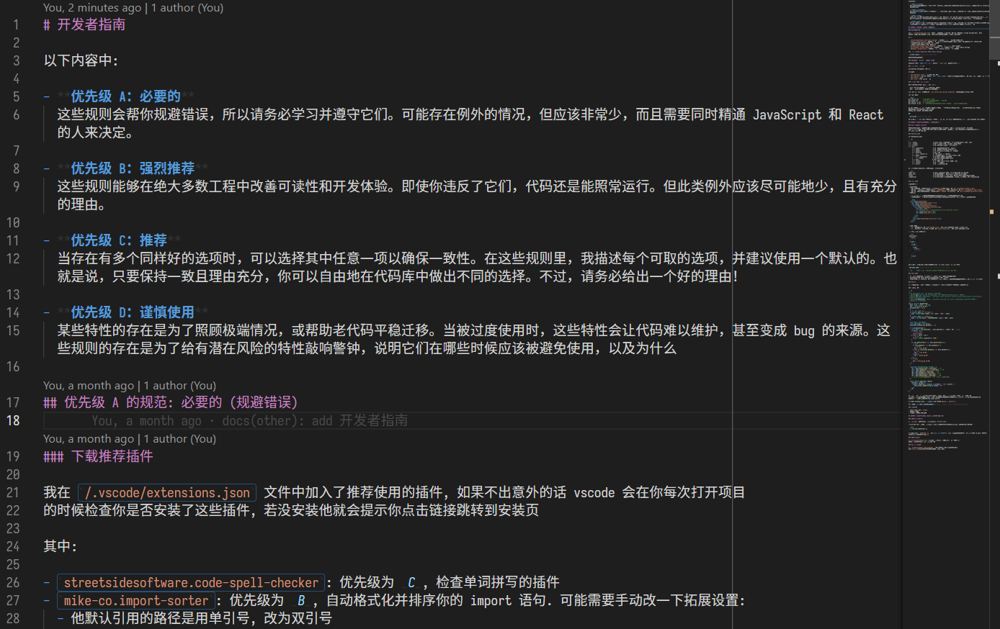 You, 2 minutes ago | 1 author (You)
1 # 开发者指南
2
3 以下内容中:
4
5 - **优先级 A: 必要的**
6 这些规则会帮你规避错误，所以请务必学习并遵守它们。可能存在例外的情况，但应该非常少，而且需要同时精通 JavaScript 和 React
的人来决定。
7
8 - **优先级 B: 强烈推荐**
9 这些规则能够在绝大多数工程中改善可读性和开发体验。即使你违反了它们，代码还是能照常运行。但此类例外应该尽可能地少，且有充分
的理由。
10
11 - **优先级 C: 推荐**
12 当存在有多个同样好的选项时，可以选择其中任意一项以确保一致性。在这些规则里，我描述每个可取的选项，并建议使用一个默认的。也
就是说，只要保持一致且理由充分，你可以自由地在代码库中做出不同的选择。不过，请务必给出一个好的理由！
13
14 - **优先级 D: 谨慎使用**
15 某些特性的存在是为了照顾极端情况，或帮助老代码平稳迁移。当被过度使用时，这些特性会让代码难以维护，甚至变成 bug 的来源。这
些规则的存在是为了给有潜在风险的特性敲响警钟，说明它们在哪些时候应该被避免使用，以及为什么
16
You, a month ago | 1 author (You)
17 ## 优先级 A 的规范: 必要的 (规避错误)
18 You, a month ago · docs(other): add 开发者指南
You, a month ago | 1 author (You)
19 ### 下载推荐插件
20
21 我在 `/.vscode/extensions.json` 文件中加入了推荐使用的插件, 如果不出意外的话 vscode 会在你每次打开项目
22 的时候检查你是否安装了这些插件, 若没安装他就会提示你点击链接跳转到安装页
23
24 其中:
25
26 - `streetsidesoftware.code-spell-checker`: 优先级为 _C_, 检查单词拼写的插件
27 - `mike-co.import-sorter`: 优先级为 _B_, 自动格式化并排序你的 import 语句. 可能需要手动改一下拓展设置:
28 - 他默认引用的路径是用单引号, 改为双引号